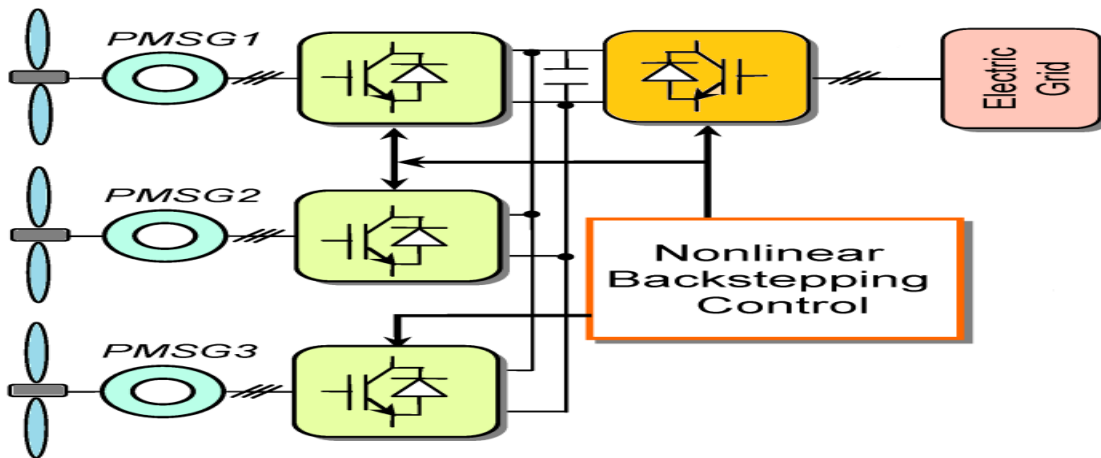 PMSG1
Electric
Grid
PMSG2
Nonlinear
Backstepping
Control
PMSG3